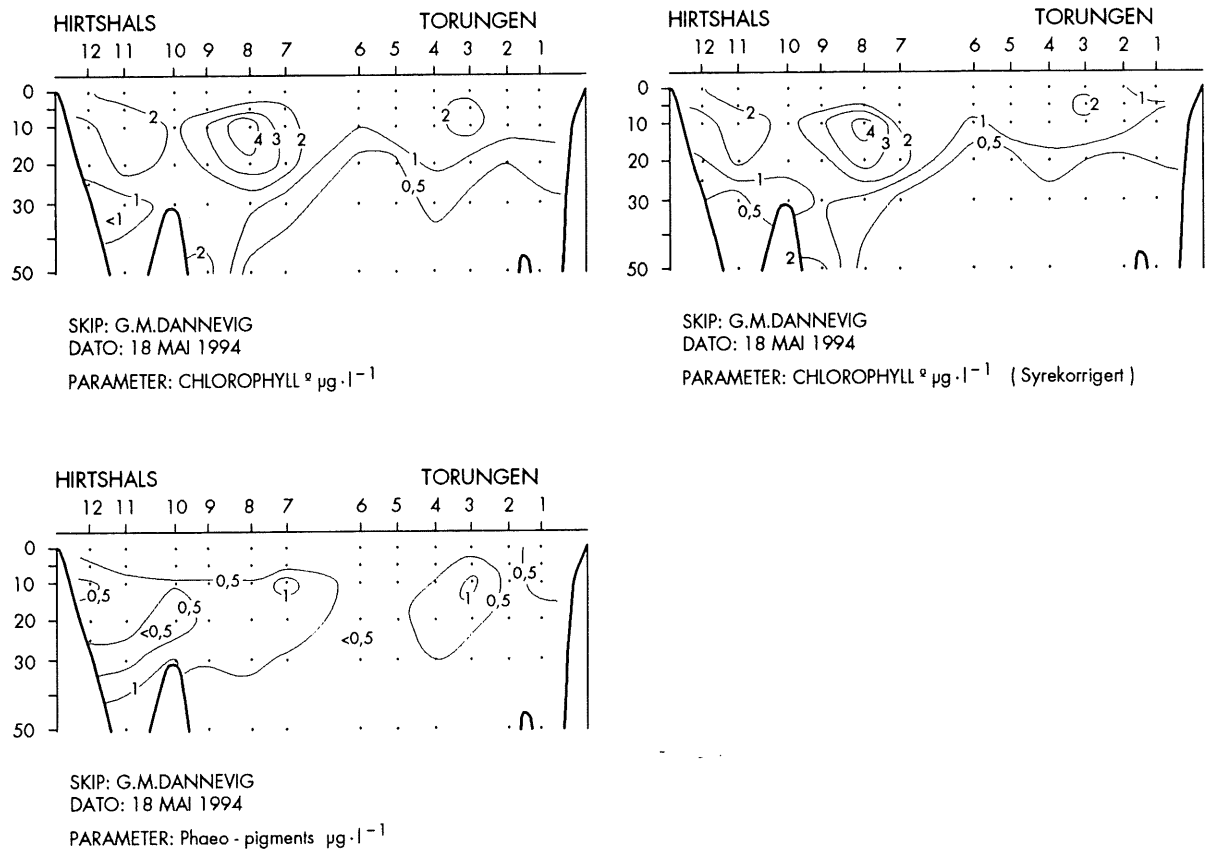 HIRTSHALS TORUNGEN
12 11 10 9 8 7 6 5 4 3 2 1
0
10
20
30
50
2
4 3 2
2
1
0,5
1
<1
2
SKIP: G.M.DANNEVIG
DATO: 18 MAI 1994
PARAMETER: CHLOROPHYLL ª µg·l⁻¹
HIRTSHALS TORUNGEN
12 11 10 9 8 7 6 5 4 3 2 1
0
10
20
30
50
1
2
2
4 3 2
1
0,5
1
0,5
2
SKIP: G.M.DANNEVIG
DATO: 18 MAI 1994
PARAMETER: CHLOROPHYLL ª µg·l⁻¹ (Syrekorrigert)
HIRTSHALS TORUNGEN
12 11 10 9 8 7 6 5 4 3 2 1
0
10
20
30
50
0,5
0,5
0,5
1
1
0,5
0,5
<0,5
<0,5
1
SKIP: G.M.DANNEVIG
DATO: 18 MAI 1994
PARAMETER: Phaeo - pigments µg·l⁻¹